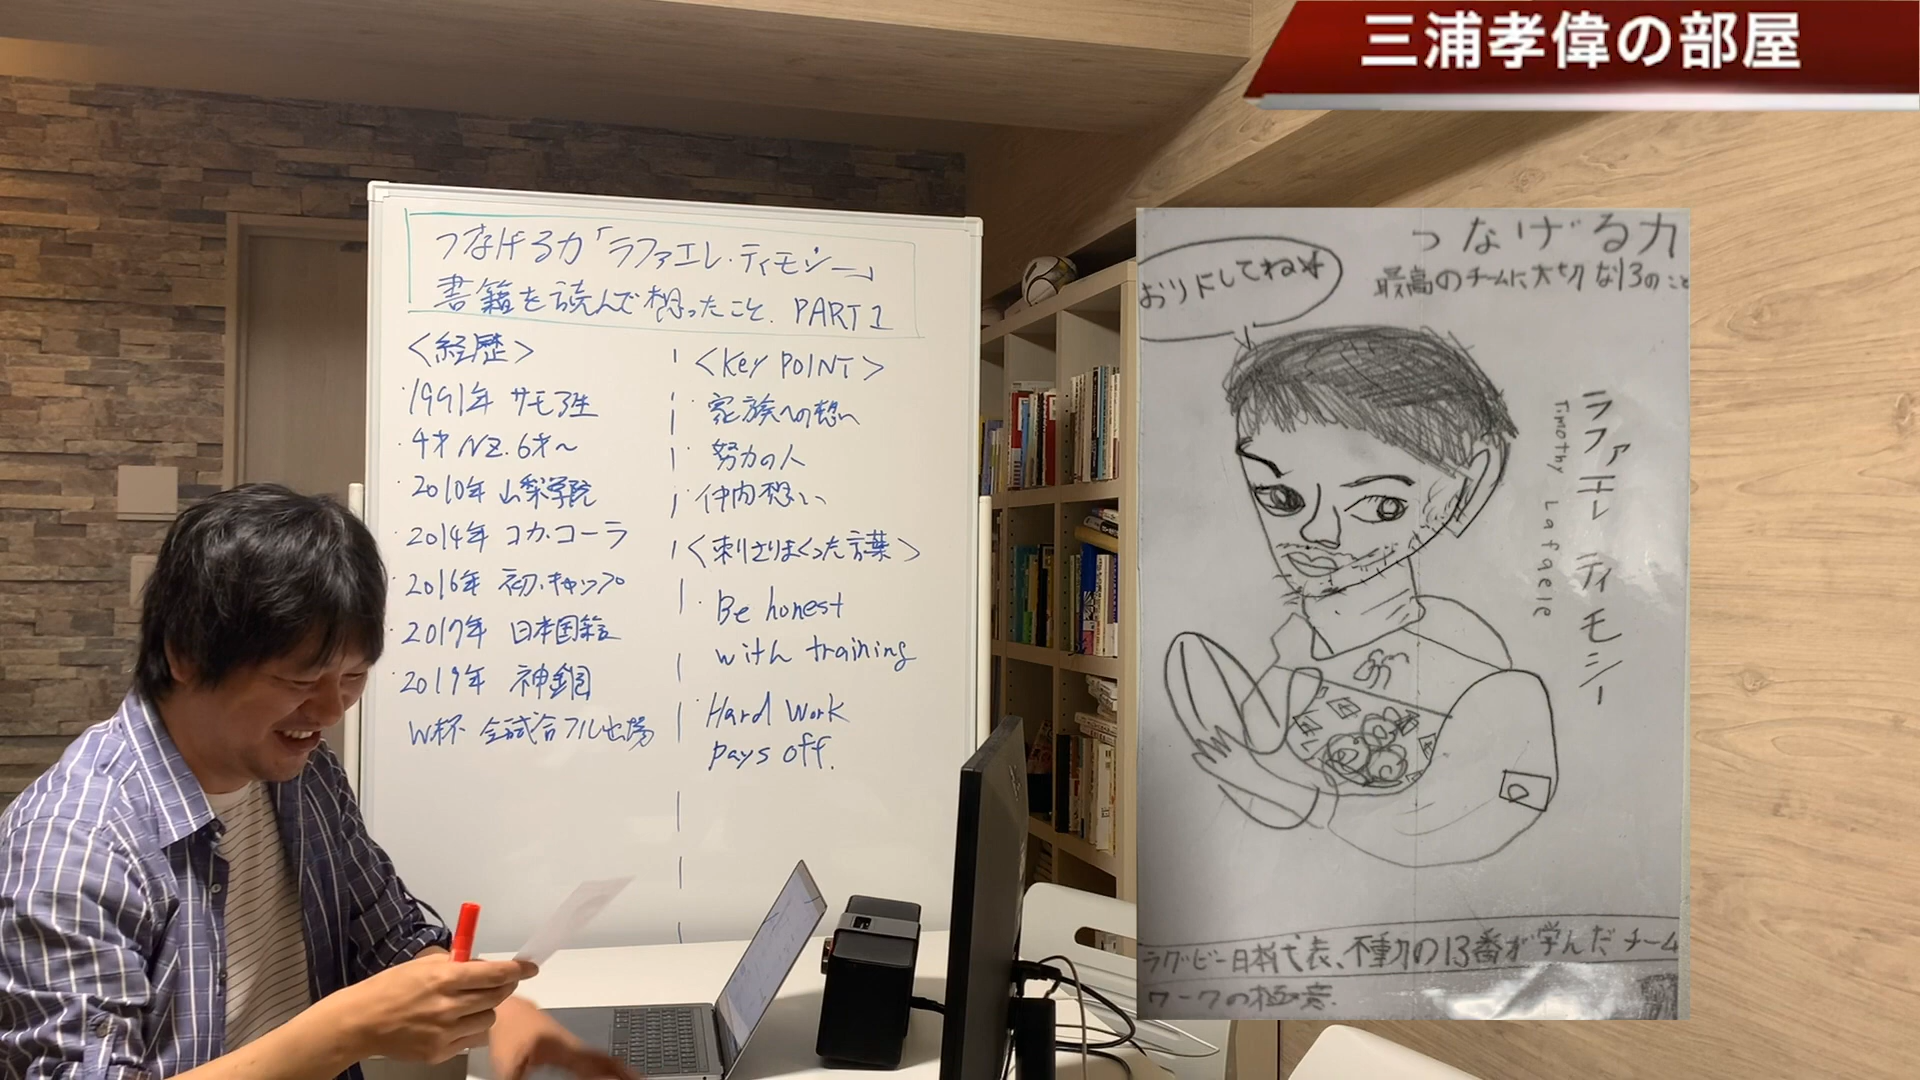 三浦孝偉の部屋
つなげる力「ラファエレ・ティモシー」
書籍を読んで想ったこと. PART1
<経歴>
・1991年 サモア生
・4才 NZ. 6才~
・2010年 山梨学院
・2014年 コカ・コーラ
・2016年 初.キャップ
・2017年 日本国籍
・2019年 神鋼
W杯 全試合フル出場
<Key POINT>
・家族への想い
・努力の人
・仲内想い
<刺さりまくった言葉>
・Be honest
with training
・Hard Work
pays off.
つなげる力
最高のチームに大切な13のこと
おリドしてね
ラファエレ ティモシー
Timothy Lafaele
ラグビー日本代表、不動の13番が学んだチーム
ワークの極意.